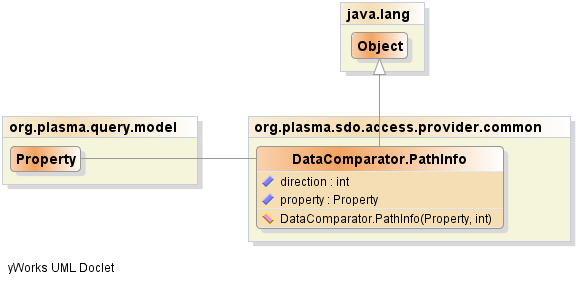 java.lang
Object
org.plasma.query.model
Property
org.plasma.sdo.access.provider.common
DataComparator.PathInfo
direction : int
property : Property
DataComparator.PathInfo(Property, int)
yWorks UML Doclet